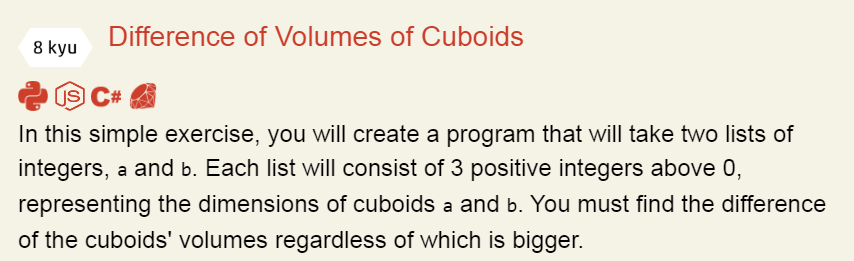 8 kyu Difference of Volumes of Cuboids
JS C#
In this simple exercise, you will create a program that will take two lists of
integers, a and b. Each list will consist of 3 positive integers above 0,
representing the dimensions of cuboids a and b. You must find the difference
of the cuboids' volumes regardless of which is bigger.